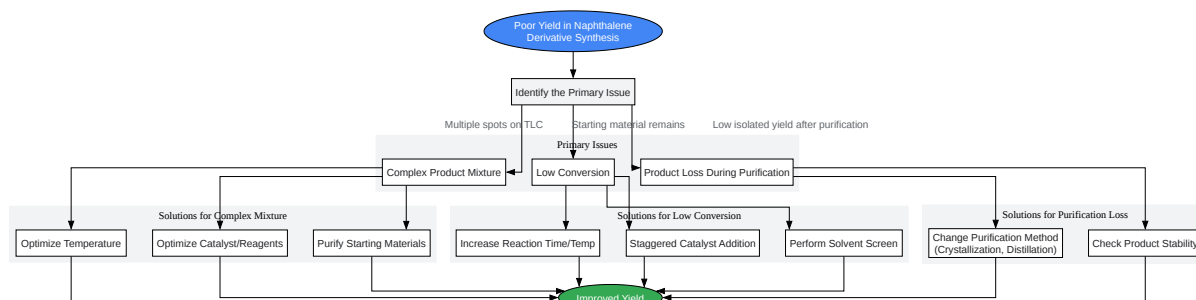 Poor Yield in Naphthalene
Derivative Synthesis
Identify the Primary Issue
Multiple spots on TLC
Starting material remains
Low isolated yield after purification
Primary Issues
Complex Product Mixture
Low Conversion
Product Loss During Purification
Solutions for Complex Mixture
Solutions for Low Conversion
Solutions for Purification Loss
Optimize Temperature
Optimize Catalyst/Reagents
Purify Starting Materials
Increase Reaction Time/Temp
Staggered Catalyst Addition
Perform Solvent Screen
Change Purification Method
(Crystallization, Distillation)
Check Product Stability
Improved Yield